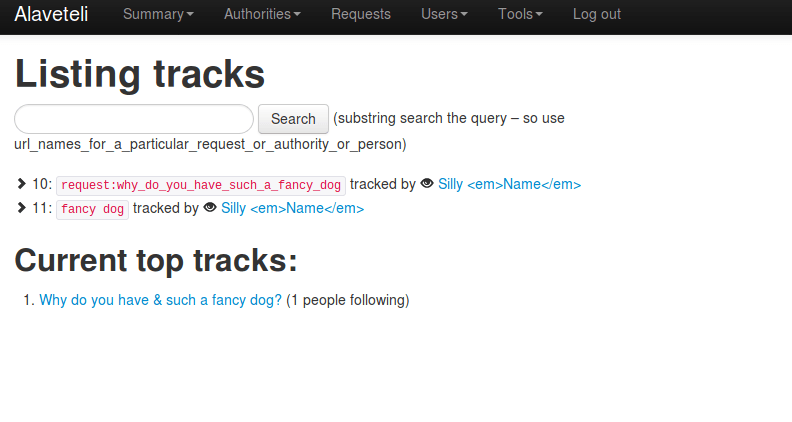 Alaveteli Summary Authorities Requests Users Tools Log out
Listing tracks
Search (substring search the query – so use
url_names_for_a_particular_request_or_authority_or_person)
10: request:why_do_you_have_such_a_fancy_dog tracked by Silly <em>Name</em>
11: fancy dog tracked by Silly <em>Name</em>
Current top tracks:
1. Why do you have & such a fancy dog? (1 people following)